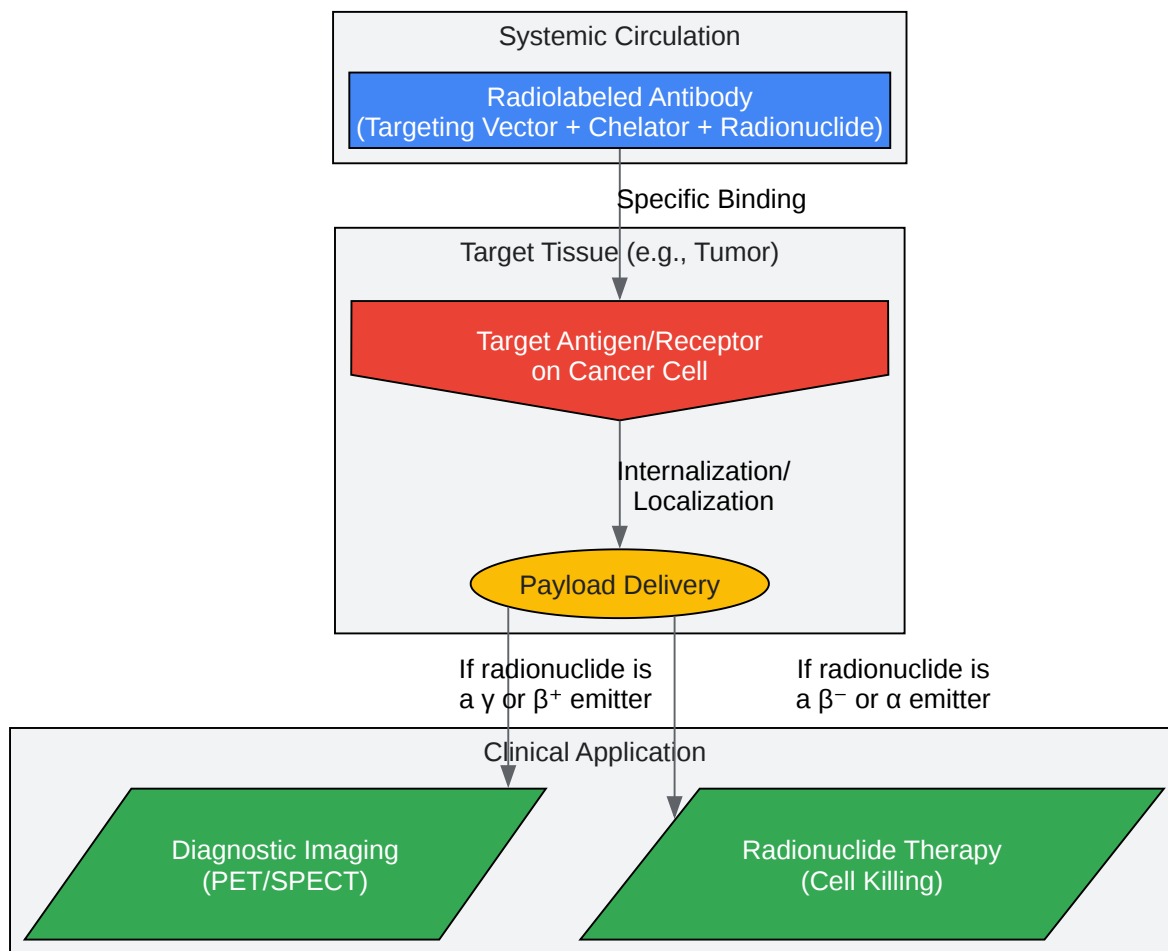 Systemic Circulation
Radiolabeled Antibody
(Targeting Vector + Chelator + Radionuclide)
Specific Binding
Target Tissue (e.g., Tumor)
Target Antigen/Receptor
on Cancer Cell
Internalization/
Localization
Payload Delivery
If radionuclide is
a γ or β⁺ emitter
If radionuclide is
a β⁻ or α emitter
Clinical Application
Diagnostic Imaging
(PET/SPECT)
Radionuclide Therapy
(Cell Killing)